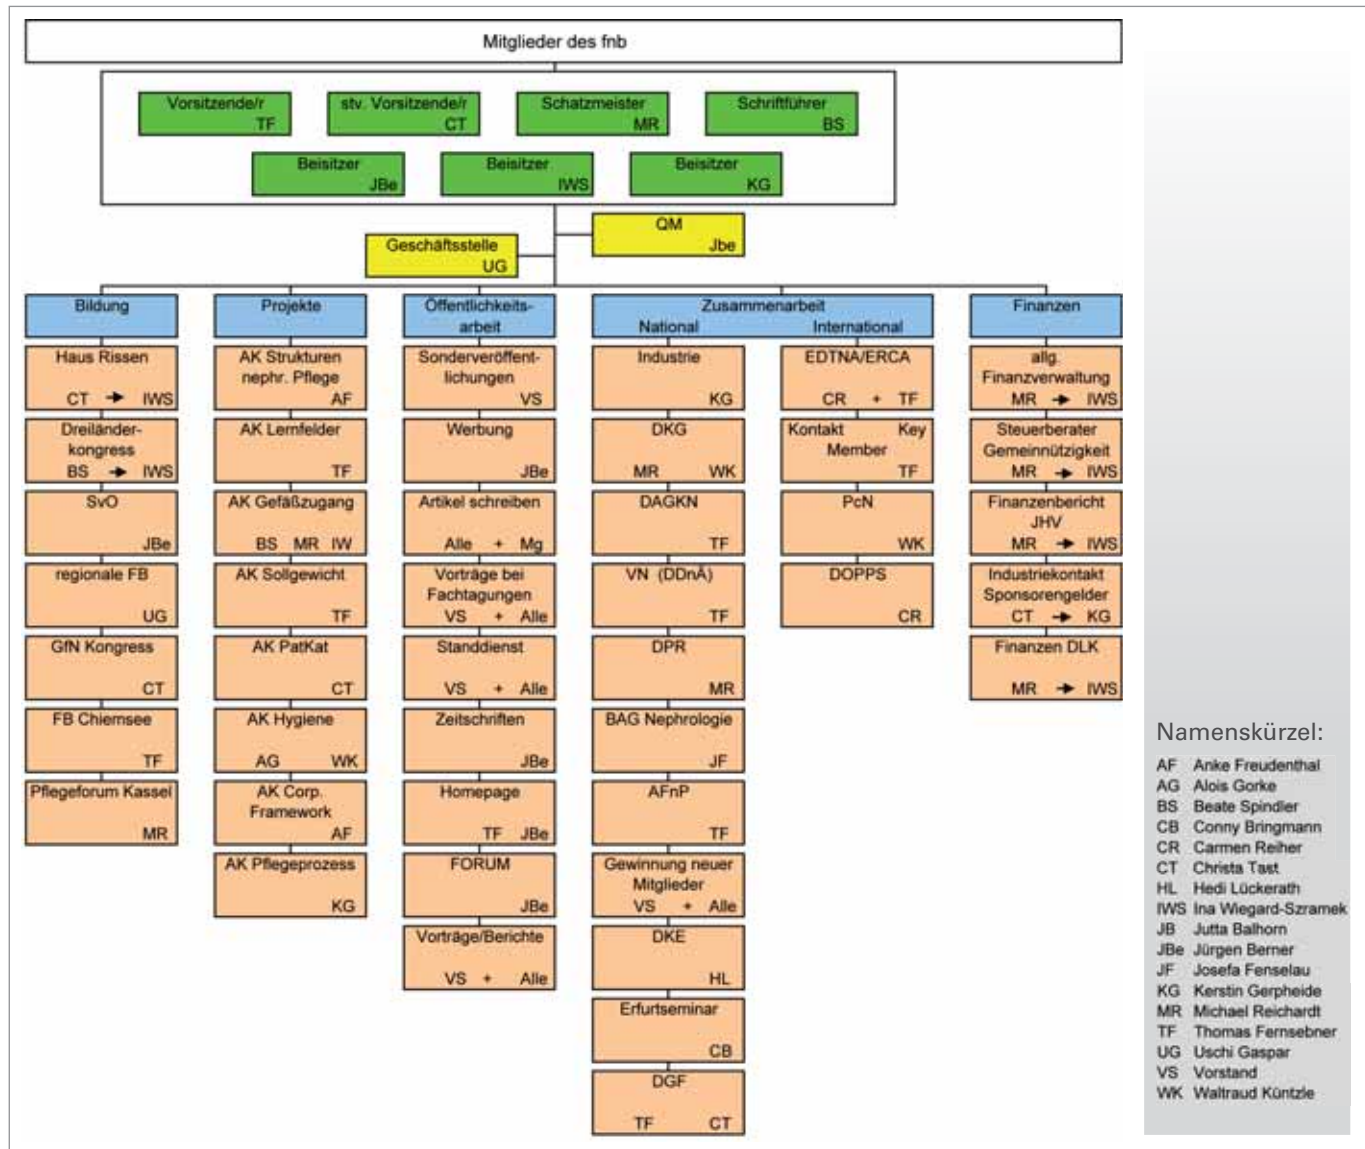 Mitglieder des fnb
Vorsitzende/r
TF
stv. Vorsitzende/r
CT
Schatzmeister
MR
Schriftführer
BS
Beisitzer
JBe
Beisitzer
IWS
Beisitzer
KG
QM
Jbe
Geschäftsstelle
UG
Bildung
Haus Rissen
CT → IWS
Dreiländer-
kongress
BS → IWS
SvO
JBe
regionale FB
UG
GfN Kongress
CT
FB Chiemsee
TF
Pflegeforum Kassel
MR
Projekte
AK Strukturen
nephr. Pflege
AF
AK Lernfelder
TF
AK Gefäßzugang
BS MR IW
AK Sollgewicht
TF
AK PatKat
CT
AK Hygiene
AG WK
AK Corp.
Framework
AF
AK Pflegeprozess
KG
Öffentlichkeits-
arbeit
Sonderveröffent-
lichungen
VS
Werbung
JBe
Artikel schreiben
Alle + Mg
Vorträge bei
Fachtagungen
VS + Alle
Standdienst
VS + Alle
Zeitschriften
JBe
Homepage
TF JBe
FORUM
JBe
Vorträge/Berichte
VS + Alle
Zusammenarbeit
National International
Industrie
KG
DKG
MR WK
DAGKN
TF
VN (DDnÄ)
TF
DPR
MR
BAG Nephrologie
JF
AFnP
TF
Gewinnung neuer
Mitglieder
VS + Alle
DKE
HL
Erfurtseminar
CB
DGF
TF CT
EDTNA/ERCA
CR + TF
Kontakt Key
Member
TF
PcN
WK
DOPPS
CR
Finanzen
allg.
Finanzverwaltung
MR → IWS
Steuerberater
Gemeinnützigkeit
MR → IWS
Finanzenbericht
JHV
MR → IWS
Industriekontakt
Sponsorengelder
CT → KG
Finanzen DLK
MR → IWS
Namenskürzel:
AF Anke Freudenthal
AG Alois Gorke
BS Beate Spindler
CB Conny Bringmann
CR Carmen Reiher
CT Christa Tast
HL Hedi Lückerath
IWS Ina Wiegard-Szramek
JB Jutta Balhorn
JBe Jürgen Berner
JF Josefa Fenselau
KG Kerstin Gerpheide
MR Michael Reichardt
TF Thomas Fernsebner
UG Uschi Gaspar
VS Vorstand
WK Waltraud Küntzle